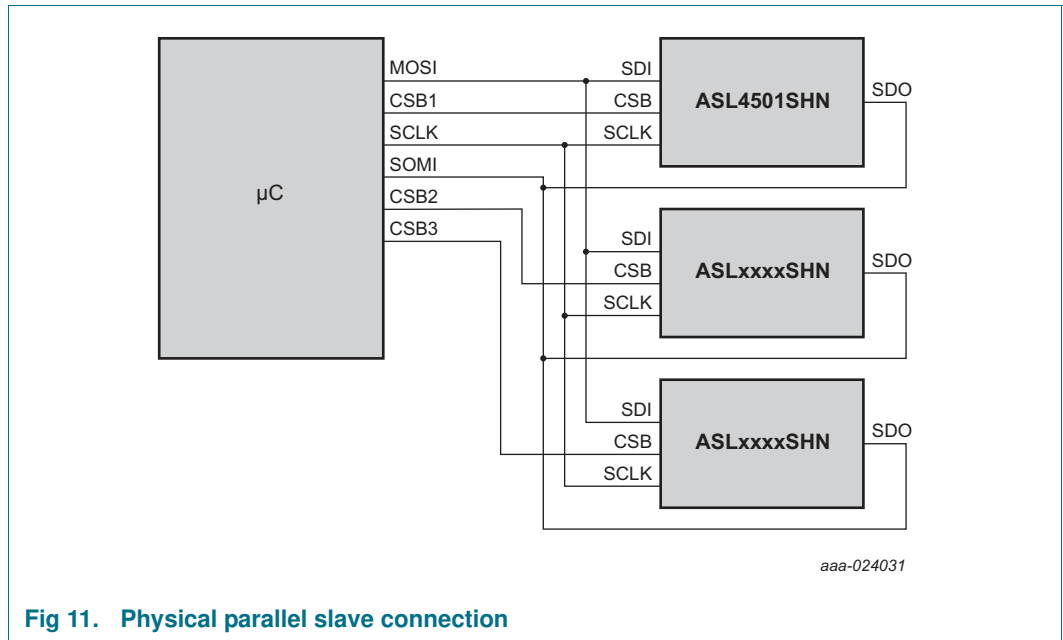 MOSI
CSB1
SCLK
SOMI
CSB2
CSB3
µC
SDI
CSB
SCLK
ASL4501SHN
SDO
SDI
CSB
SCLK
ASLxxxxSHN
SDO
SDI
CSB
SCLK
ASLxxxxSHN
SDO
aaa-024031
Fig 11. Physical parallel slave connection